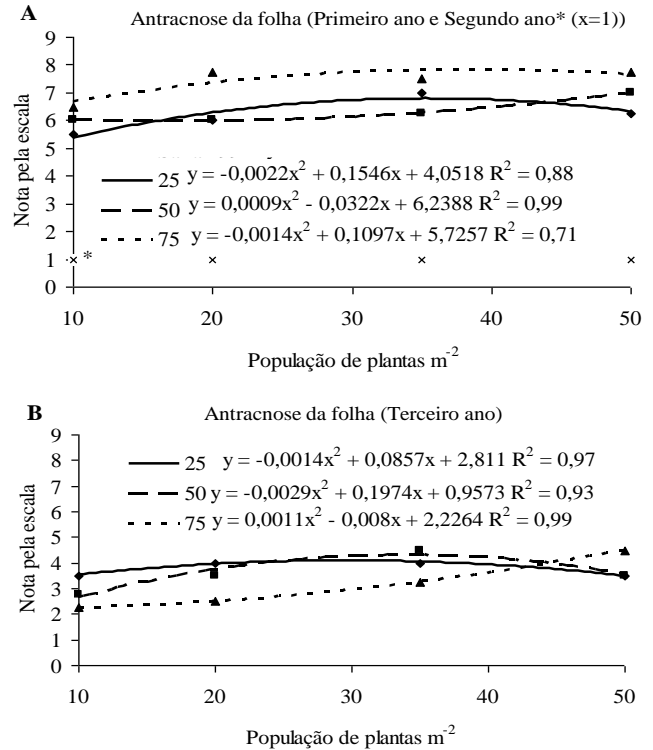 A Antracnose da folha (Primeiro ano e Segundo ano* (x=1))
Nota pela escala
9
8
7
6
5
4
3
2
1
0
25 y = -0,0022x² + 0,1546x + 4,0518 R² = 0,88
50 y = 0,0009x² - 0,0322x + 6,2388 R² = 0,99
75 y = -0,0014x² + 0,1097x + 5,7257 R² = 0,71
*
10 20 30 40 50
População de plantas m⁻²
B Antracnose da folha (Terceiro ano)
Nota pela escala
9
8
7
6
5
4
3
2
1
0
25 y = -0,0014x² + 0,0857x + 2,811 R² = 0,97
50 y = -0,0029x² + 0,1974x + 0,9573 R² = 0,93
75 y = 0,0011x² - 0,008x + 2,2264 R² = 0,99
10 20 30 40 50
População de plantas m⁻²